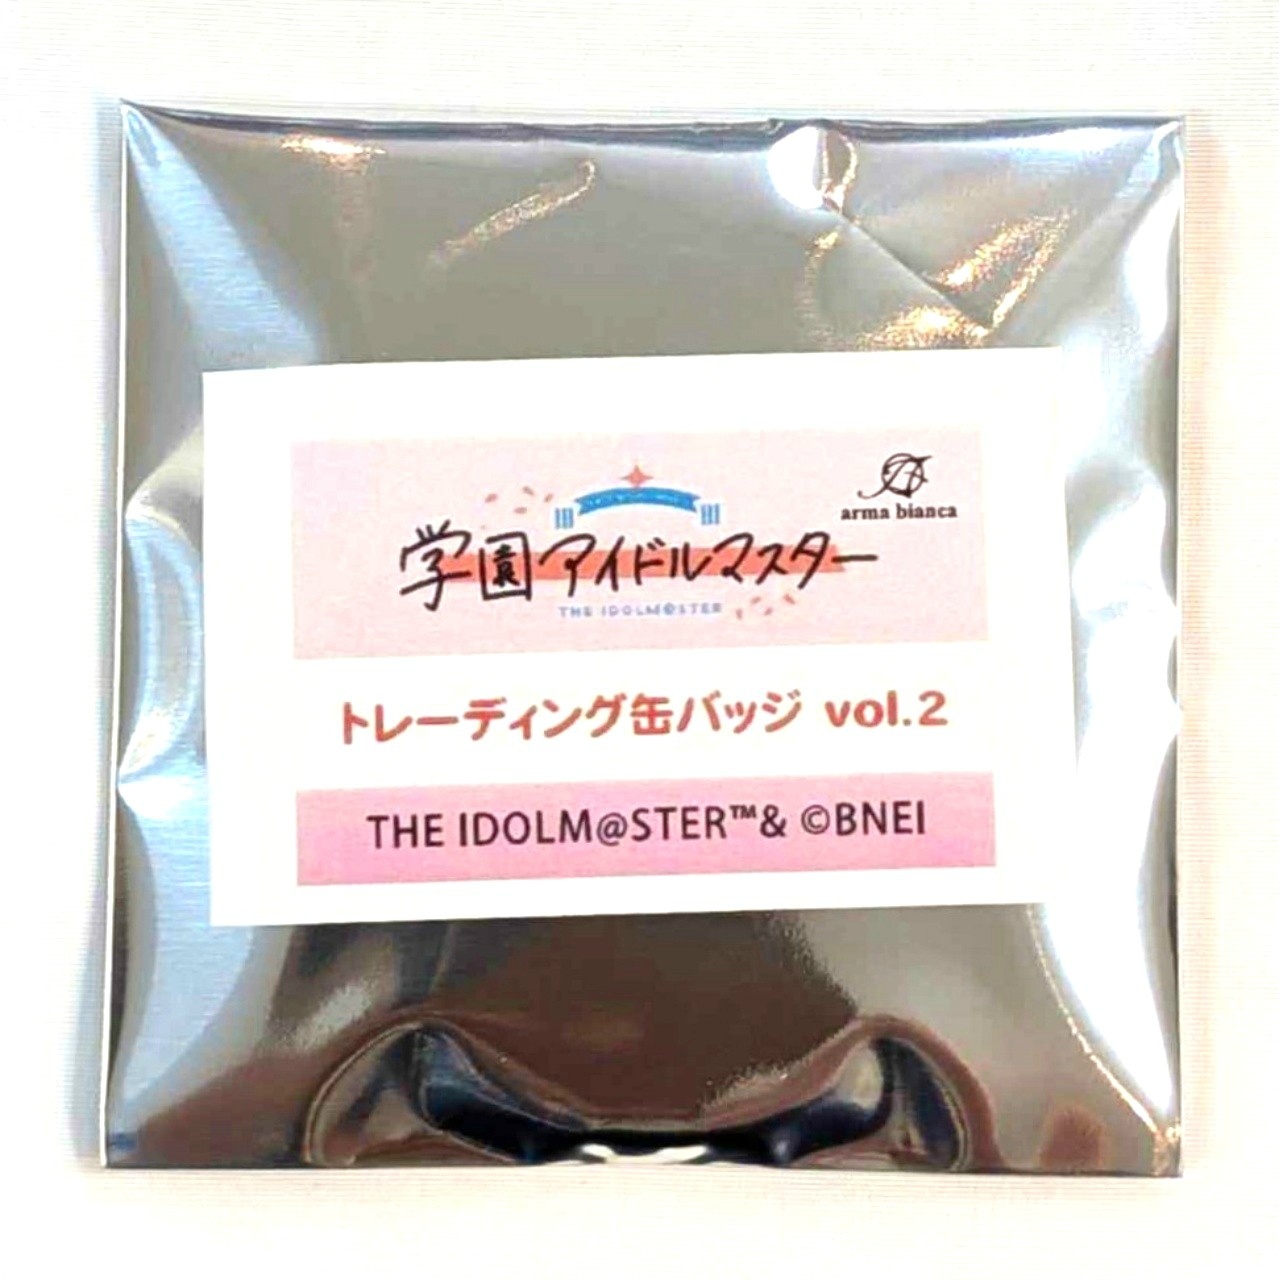 arma bianca
学園アイドルマスター
THE IDOLM@STER
トレーディング缶バッジ vol.2
THE IDOLM@STER™& ©BNEI